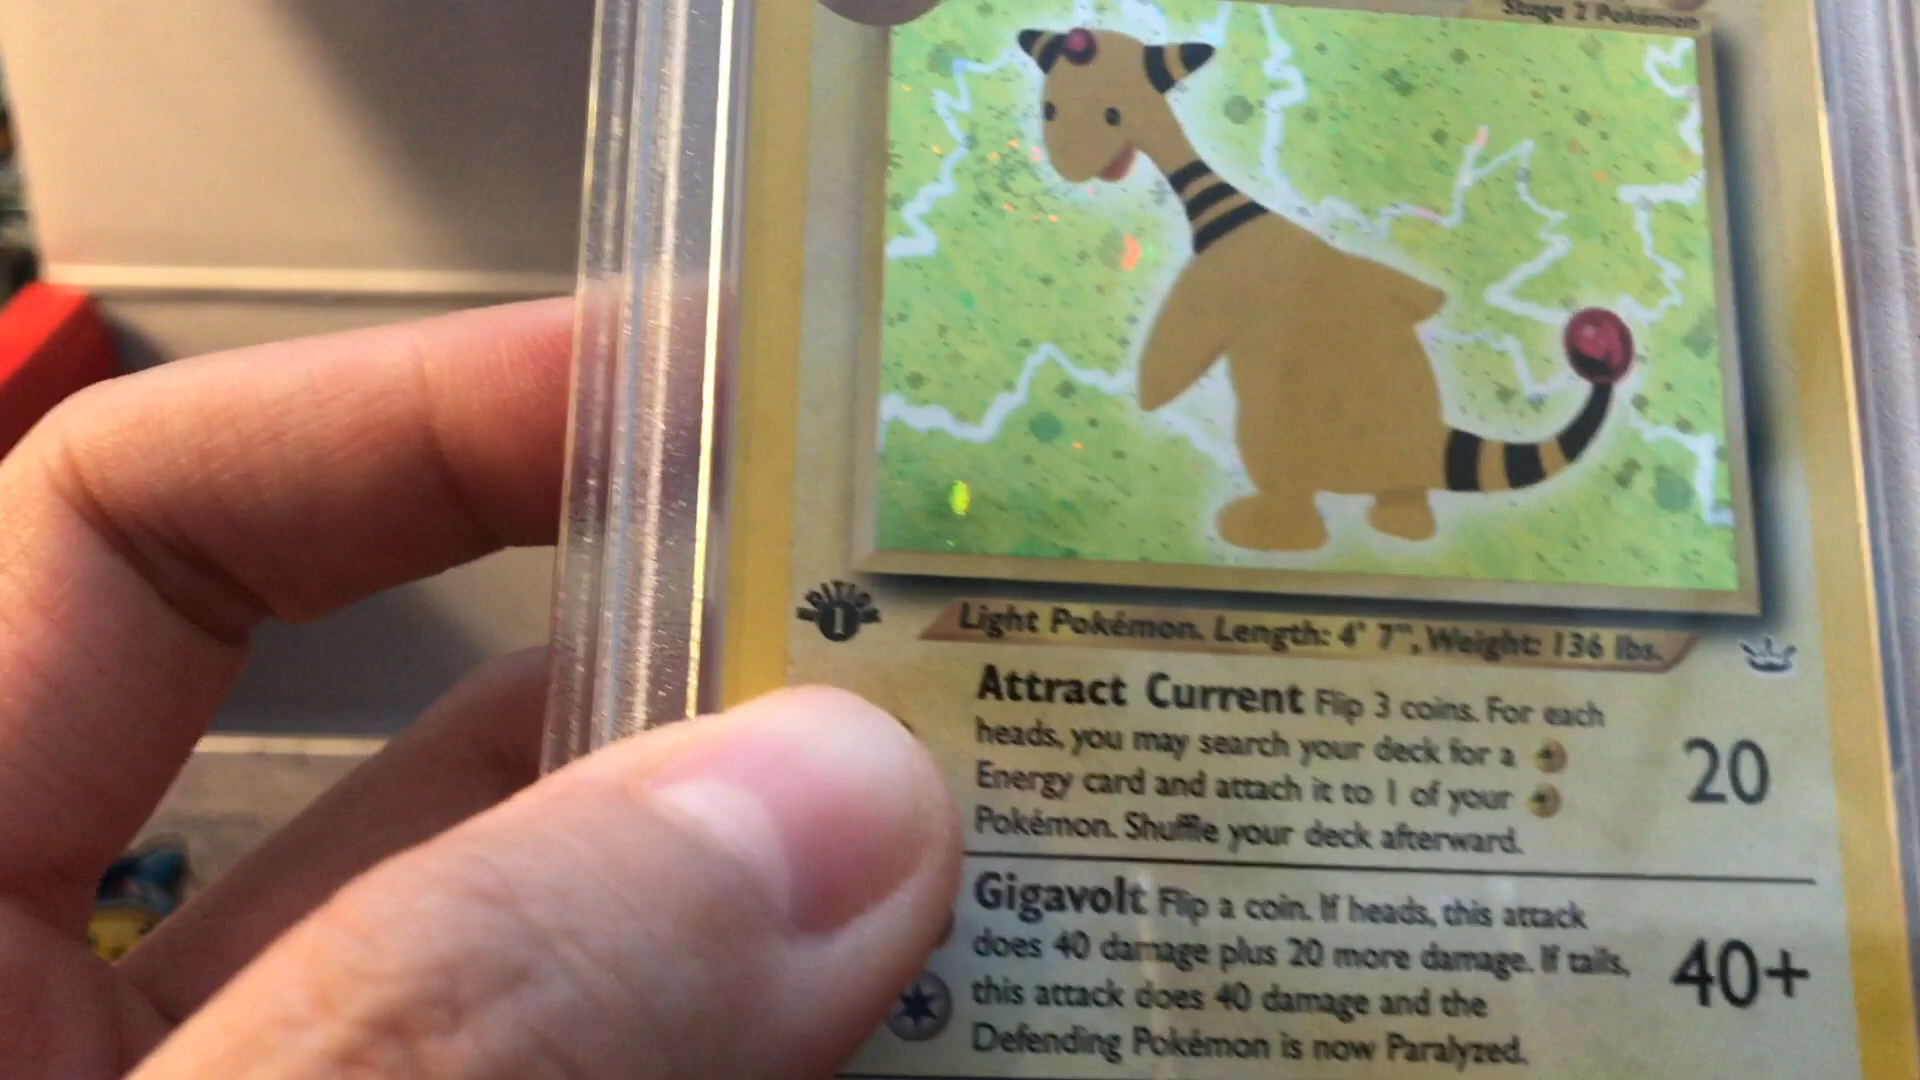 Stage 2 Pokémon
EDITION
1
Light Pokémon. Length: 4' 7", Weight: 136 lbs.
Attract Current Flip 3 coins. For each
heads, you may search your deck for a
Energy card and attach it to 1 of your
Pokémon. Shuffle your deck afterward.
20
Gigavolt Flip a coin. If heads, this attack
does 40 damage plus 20 more damage. If tails,
this attack does 40 damage and the
Defending Pokémon is now Paralyzed.
40+